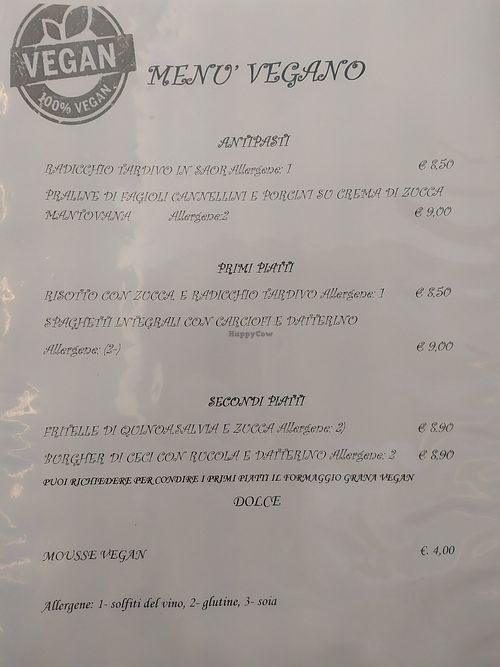 VEGAN
100% VEGAN
MENU' VEGANO
ANTIPASTI
RADICCHIO TARDIVO IN SAOR Allergene: 1 € 8,50
PRALINE DI FAGIOLI CANNELLINI E PORCINI SU CREMA DI ZUCCA
MANTOVANA Allergene:2 € 9,00
PRIMI PIATTI
RISOTTO CON ZUCCA E RADICCHIO TARDIVO Allergene: 1 € 8,50
SPAGHETTI INTEGRALI CON CARCIOFI E DATTERINO
HappyCow
Allergene: (2-) € 9,00
SECONDI PIATTI
FRITELLE DI QUINOA,SALVIA E ZUCCA Allergene: 2) € 8,90
BURGHER DI CECI CON RUCOLA E DATTERINO Allergene: 2 € 8,90
PUOI RICHIEDERE PER CONDIRE I PRIMI PIATTI IL FORMAGGIO GRANA VEGAN
DOLCE
MOUSSE VEGAN €. 4,00
Allergene: 1- solfiti del vino, 2- glutine, 3- soia